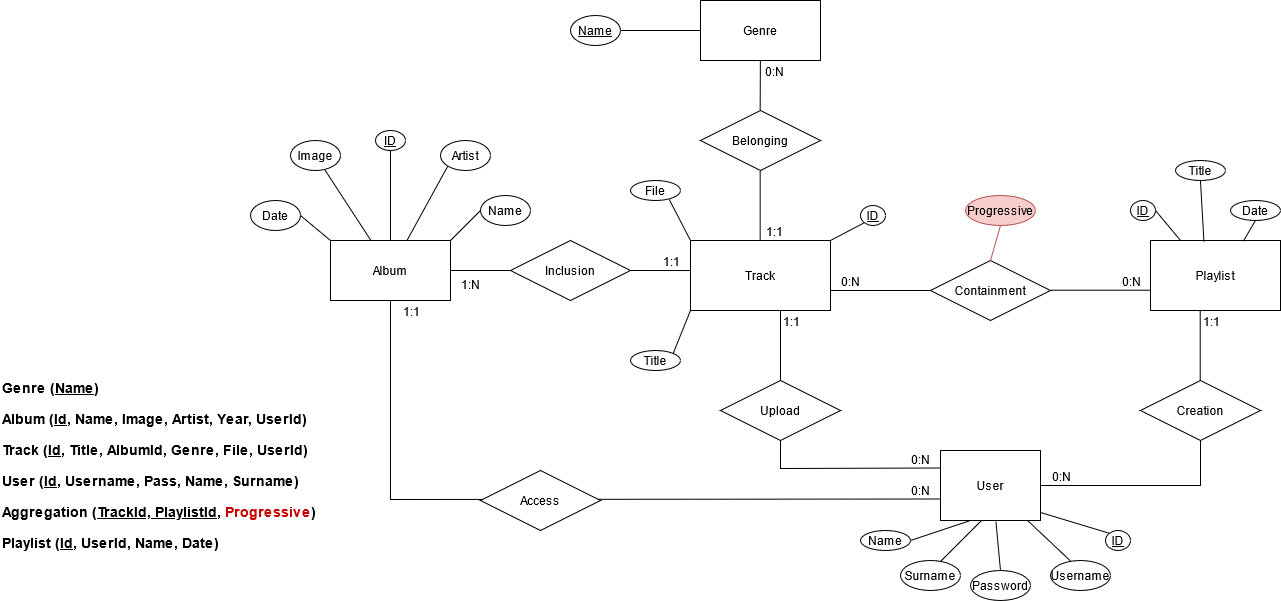 Name
Genre
0:N
Belonging
ID
Image
Artist
Date
Name
File
ID
Progressive
Title
ID
Date
1:1
Album
Inclusion
1:1
1:N
Track
0:N
Containment
0:N
Playlist
1:1
1:1
1:1
Title
Upload
Creation
Genre (Name)
Album (Id, Name, Image, Artist, Year, UserId)
Track (Id, Title, AlbumId, Genre, File, UserId)
User (Id, Username, Pass, Name, Surname)
Aggregation (TrackId, PlaylistId, Progressive)
Playlist (Id, UserId, Name, Date)
0:N
0:N
User
0:N
Access
Name
ID
Surname
Password
Username